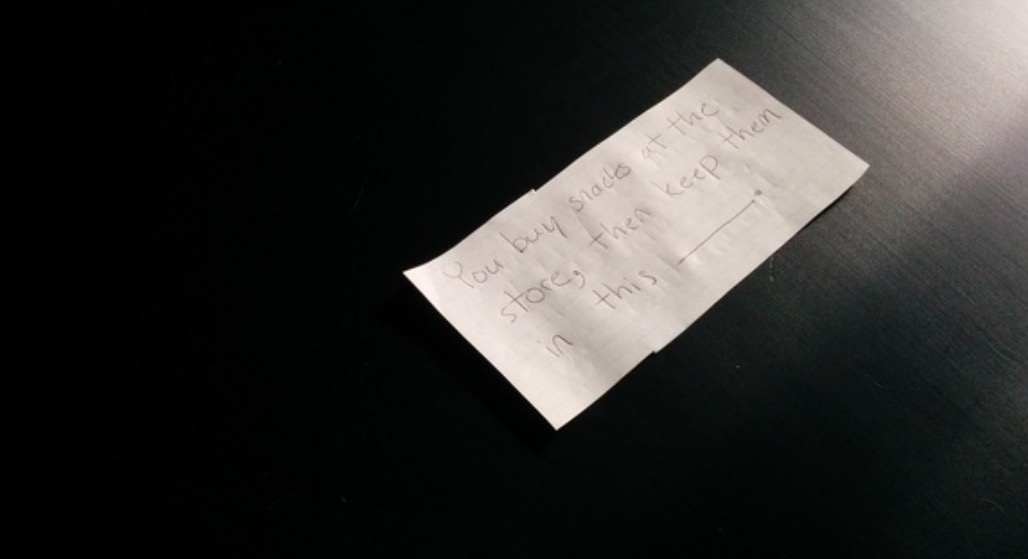 You buy snacks at the
store, then keep them
in this ______.